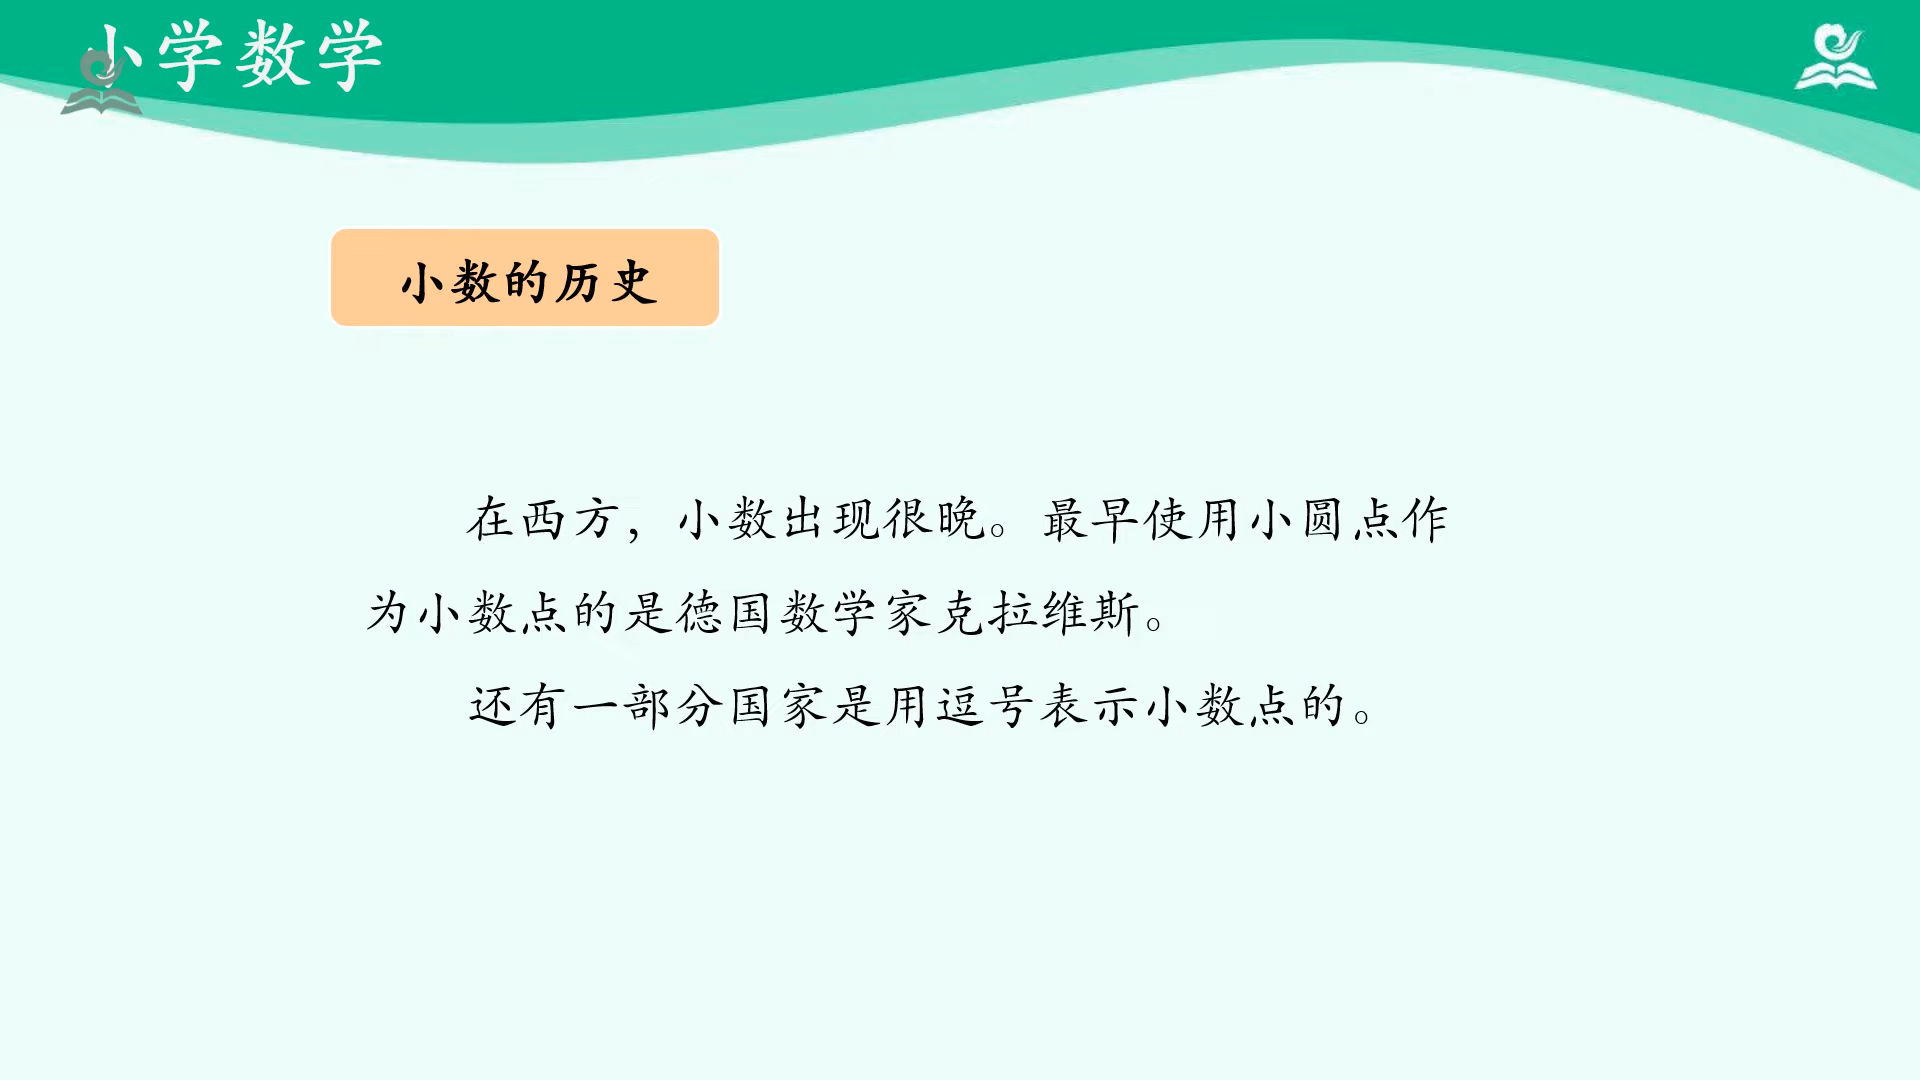 小学数学
小数的历史
在西方，小数出现很晚。最早使用小圆点作
为小数点的是德国数学家克拉维斯。
还有一部分国家是用逗号表示小数点的。